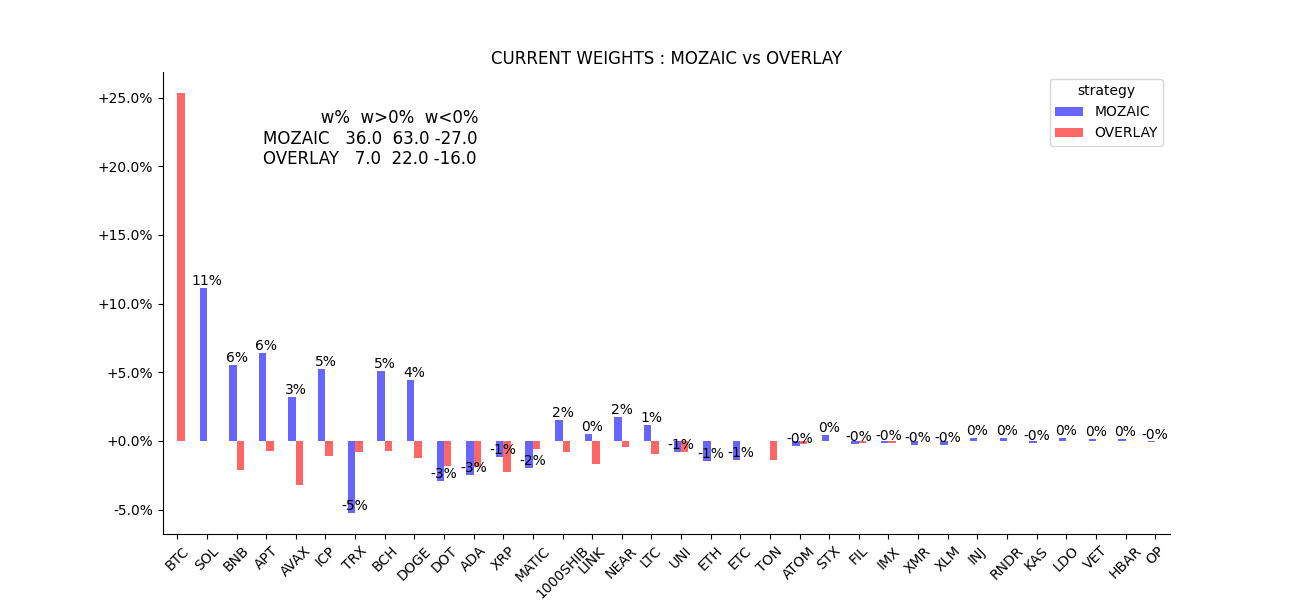 CURRENT WEIGHTS : MOZAIC vs OVERLAY
w% w>0% w<0%
MOZAIC 36.0 63.0 -27.0
OVERLAY 7.0 22.0 -16.0
strategy
MOZAIC
OVERLAY
+25.0%
+20.0%
+15.0%
+10.0%
+5.0%
+0.0%
-5.0%
11% 6% 6% 3% 5% -5% 5% 4% -3% -3% -1% -2% 2% 0% 2% 1% -1% -1% -1% -0% 0% -0% -0% -0% -0% 0% 0% -0% 0% 0% 0% -0%
BTC SOL BNB APT AVAX ICP TRX BCH DOGE DOT ADA XRP MATIC 1000SHIB LINK NEAR LTC UNI ETH ETC TON ATOM STX FIL IMX XMR XLM INJ RNDR KAS LDO VET HBAR OP